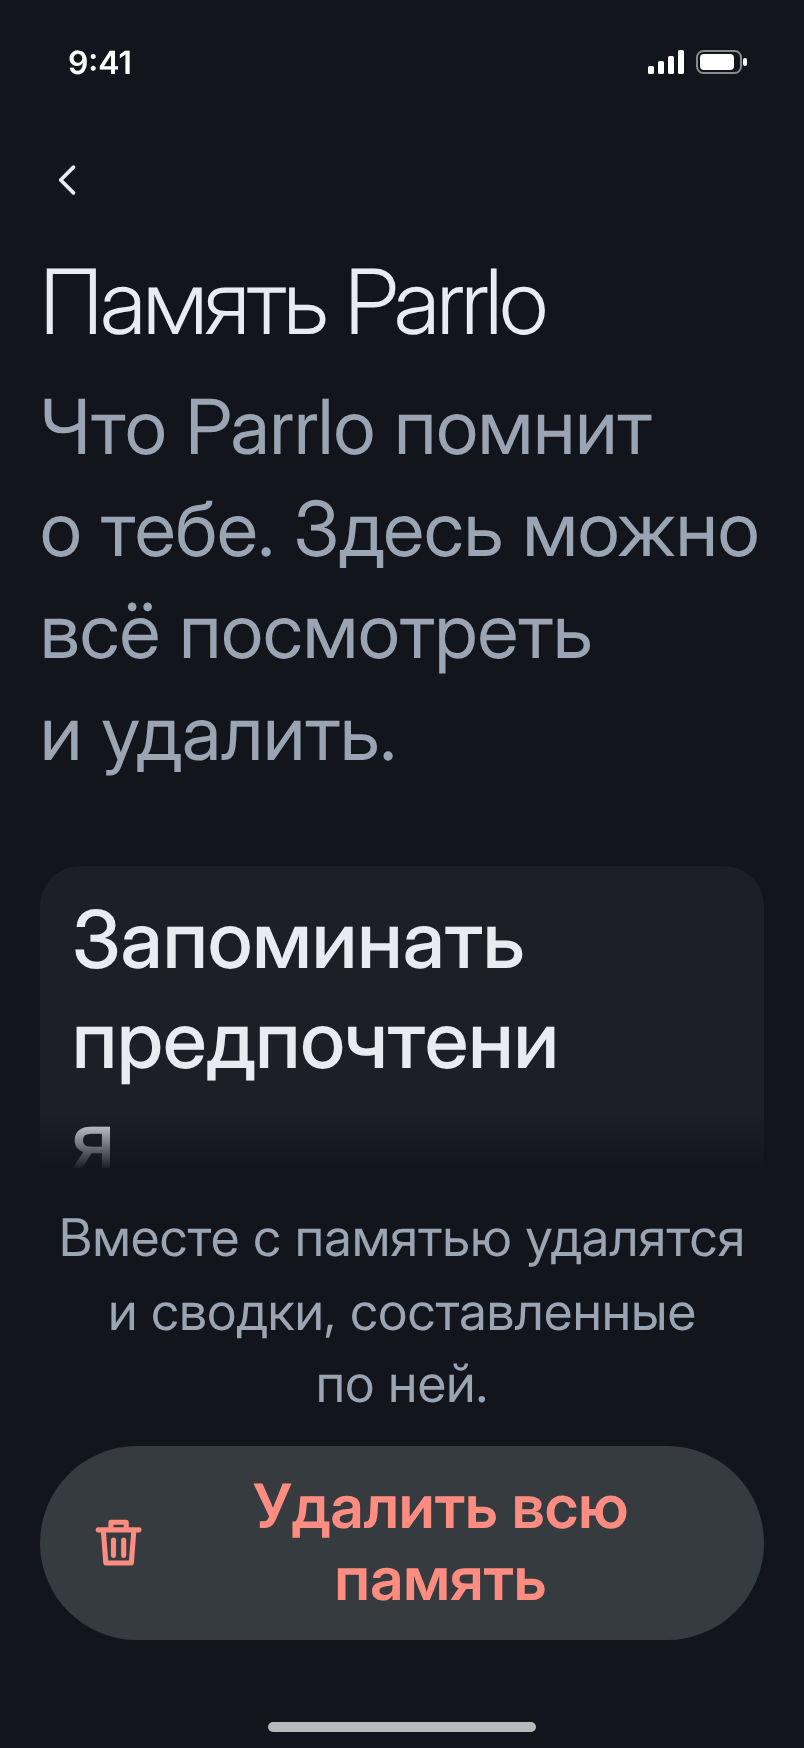 9:41
Память Parrlo
Что Parrlo помнит
о тебе. Здесь можно
всё посмотреть
и удалить.
Запоминать
предпочтени
я
Вместе с памятью удалятся
и сводки, составленные
по ней.
Удалить всю
память